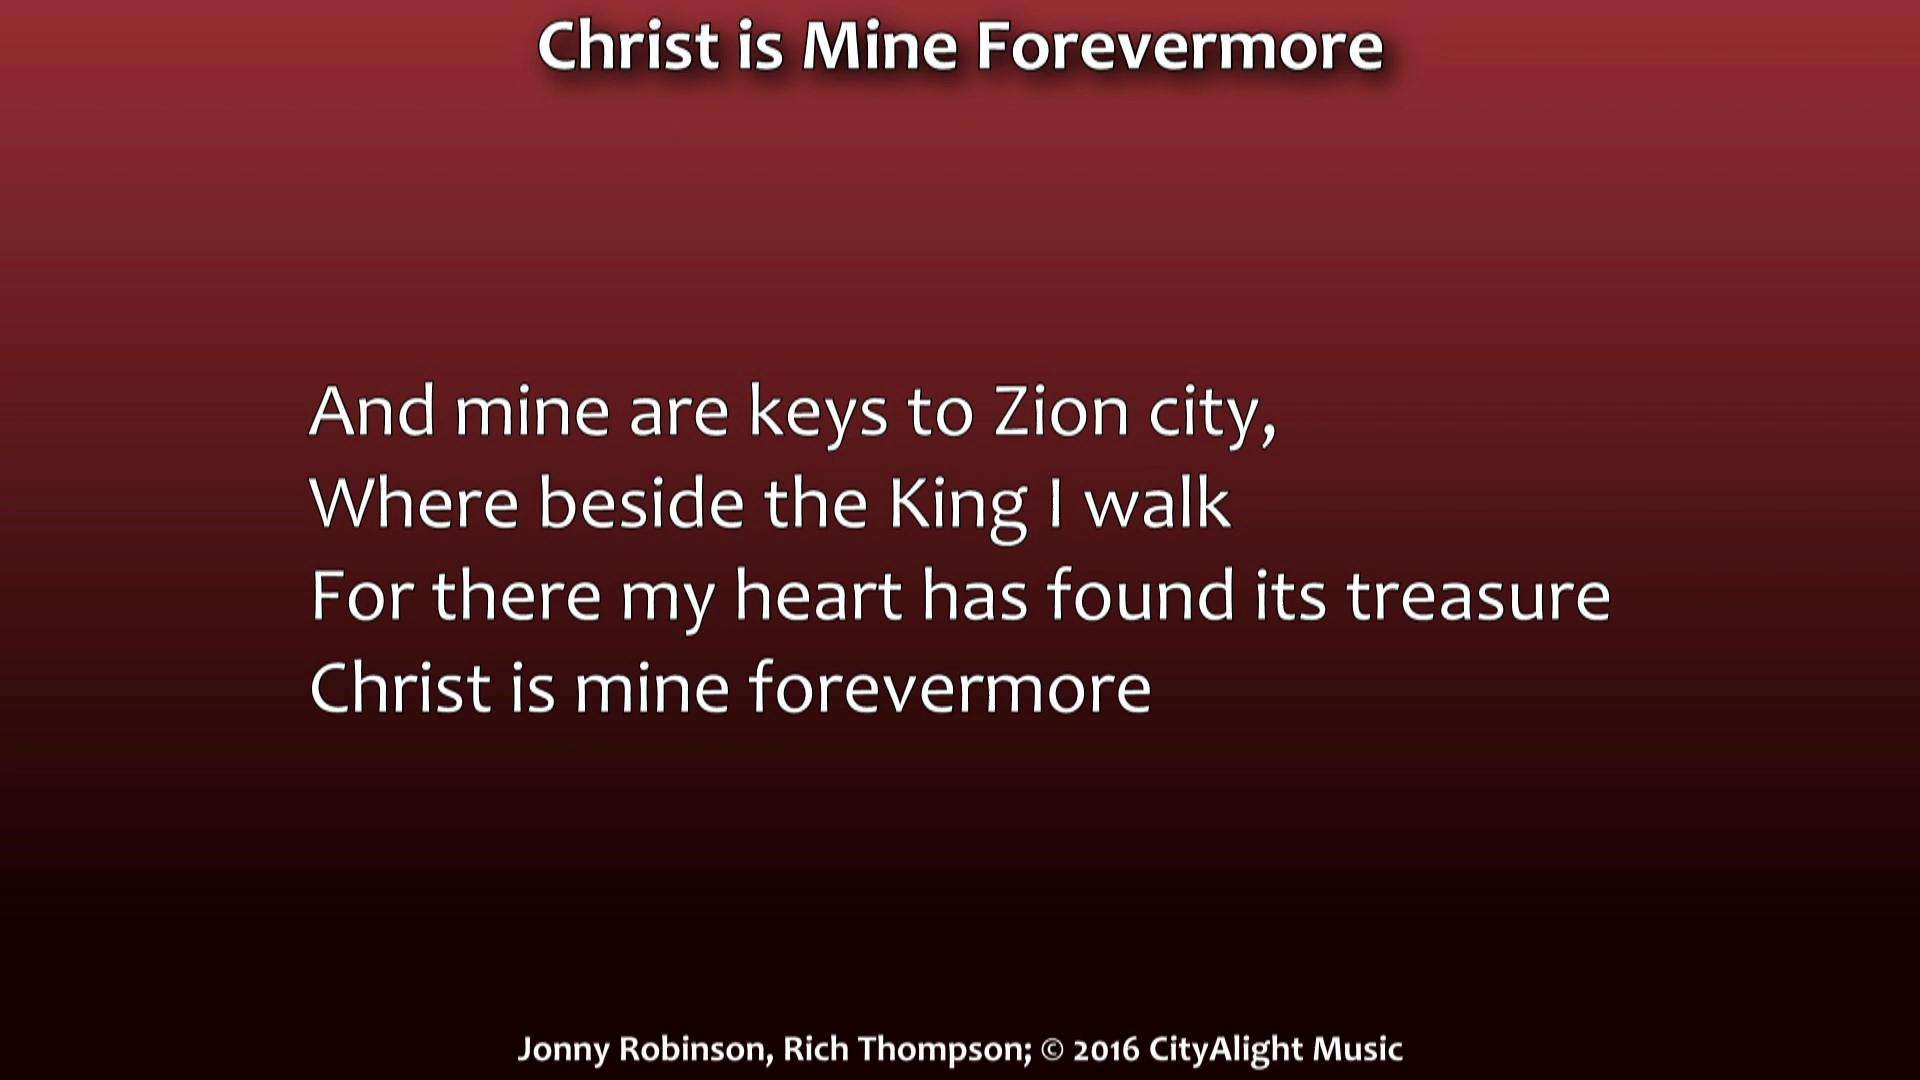 Christ is Mine Forevermore
And mine are keys to Zion city,
Where beside the King I walk
For there my heart has found its treasure
Christ is mine forevermore
Jonny Robinson, Rich Thompson; © 2016 CityAlight Music